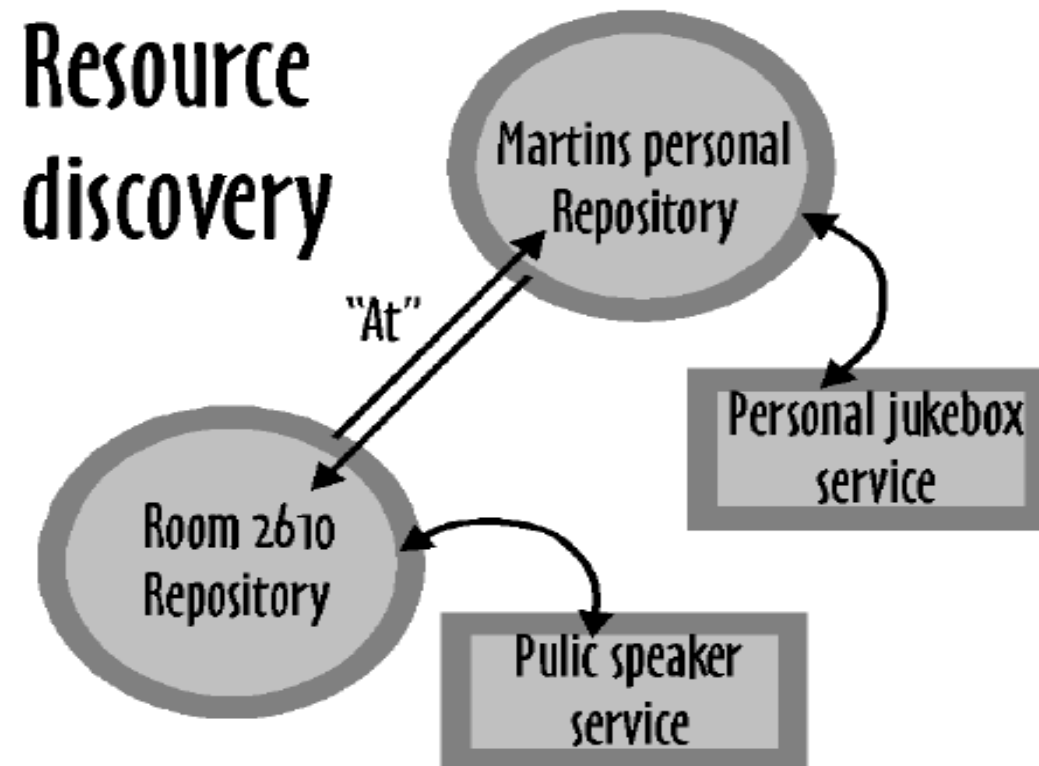 Resource
discovery
Martins personal
Repository
“At”
Personal jukebox
service
Room 2610
Repository
Pulic speaker
service